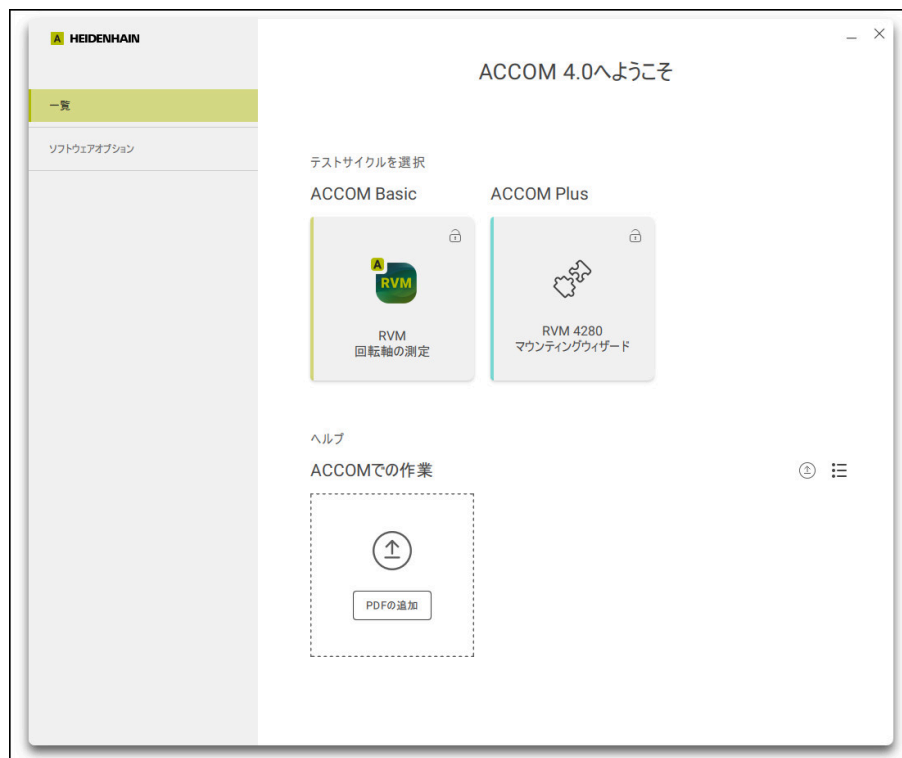 A HEIDENHAIN
ACCOM 4.0へようこそ
一覧
ソフトウェアオプション
テストサイクルを選択
ACCOM Basic
ACCOM Plus
A
RVM
RVM
回転軸の測定
RVM 4280
マウンティングウィザード
ヘルプ
ACCOMでの作業
PDFの追加